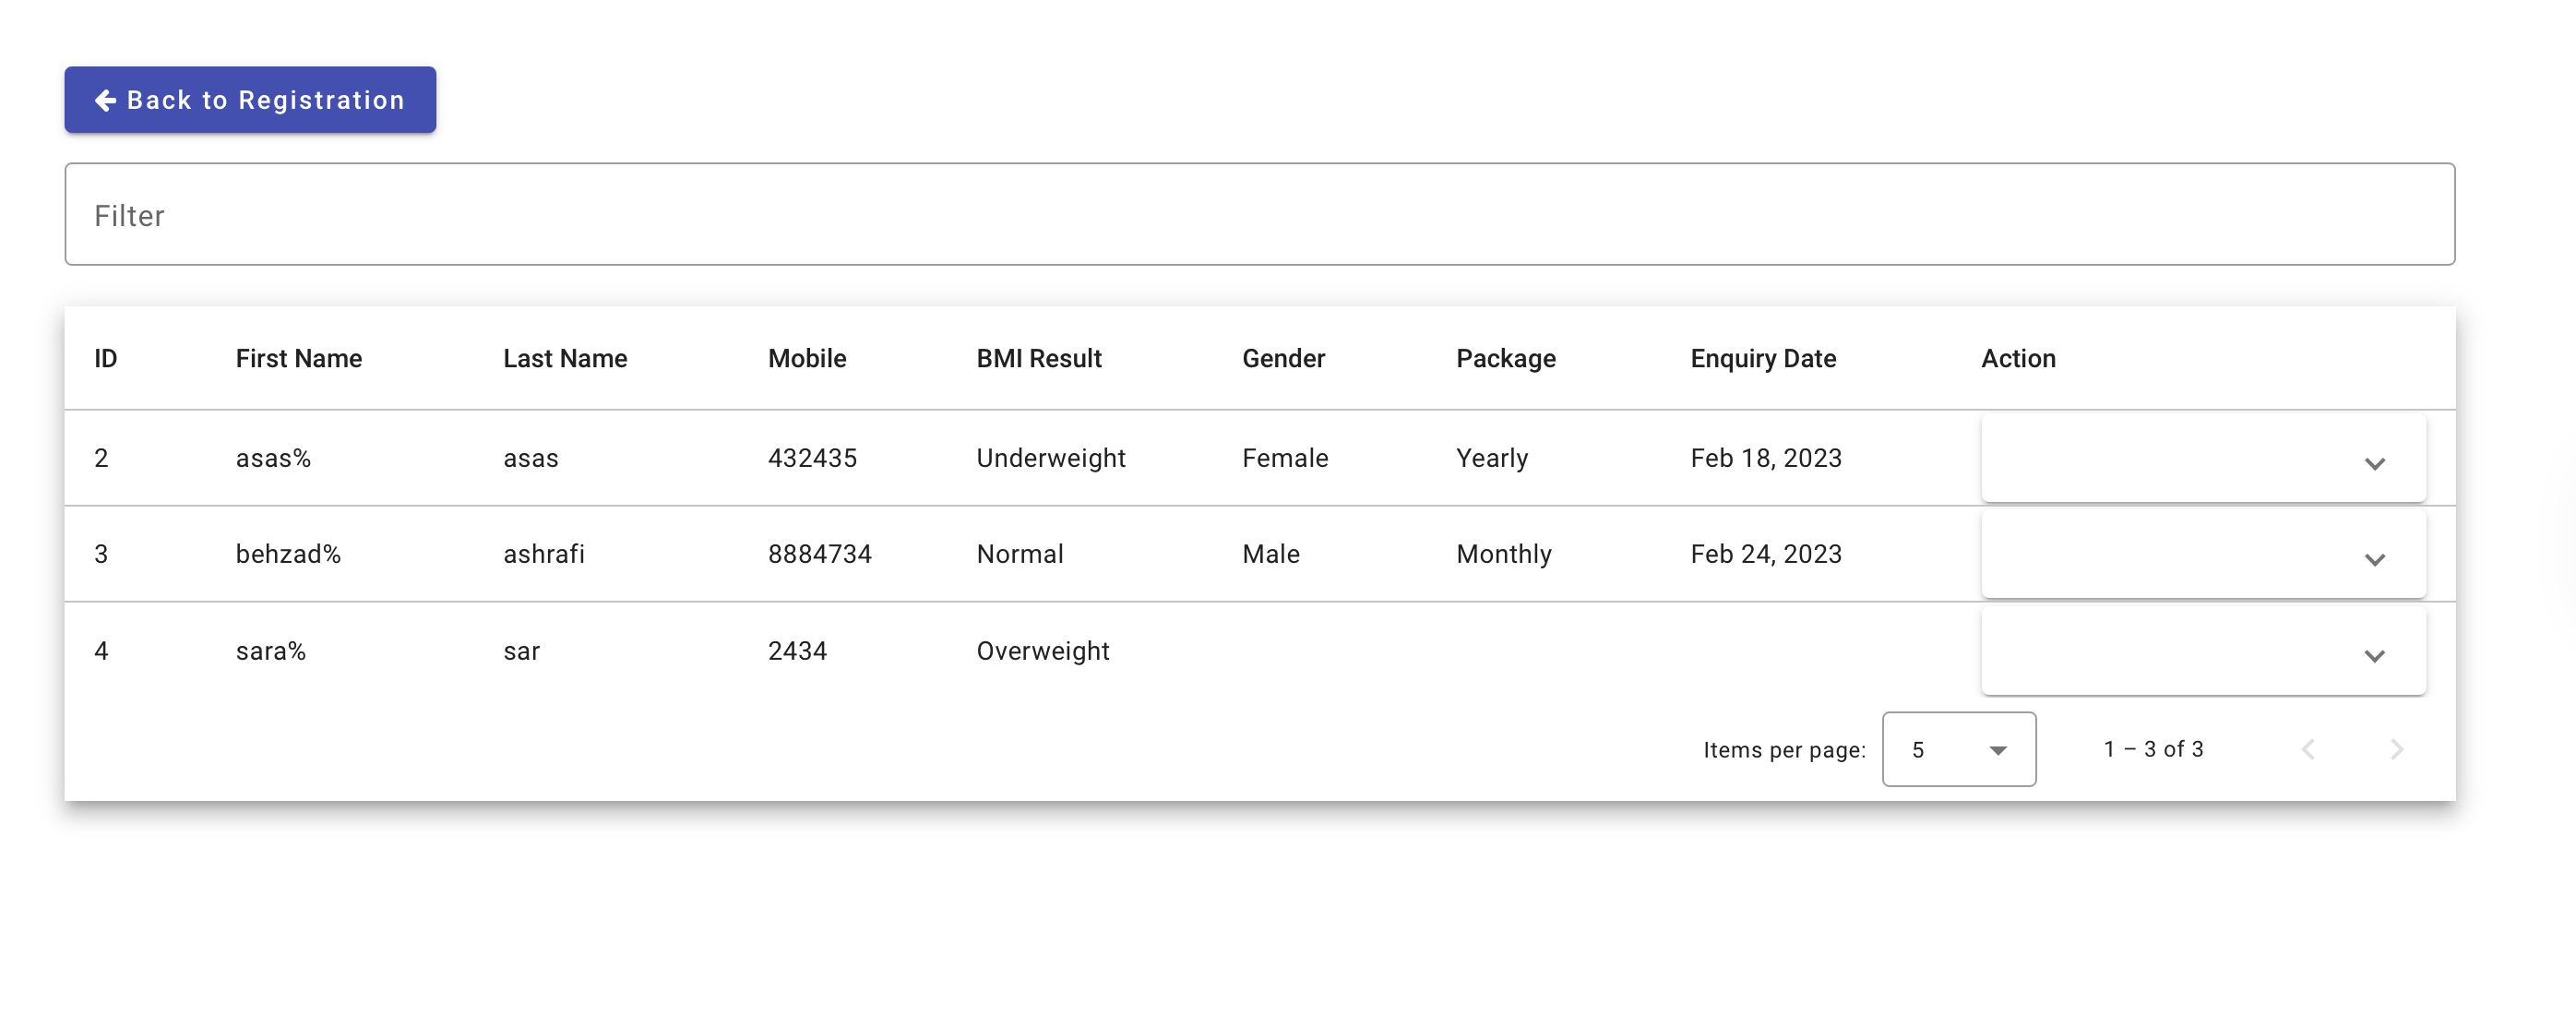 Back to Registration
Filter
ID First Name Last Name Mobile BMI Result Gender Package Enquiry Date Action
2 asas% asas 432435 Underweight Female Yearly Feb 18, 2023
3 behzad% ashrafi 8884734 Normal Male Monthly Feb 24, 2023
4 sara% sar 2434 Overweight
Items per page: 5 1 – 3 of 3